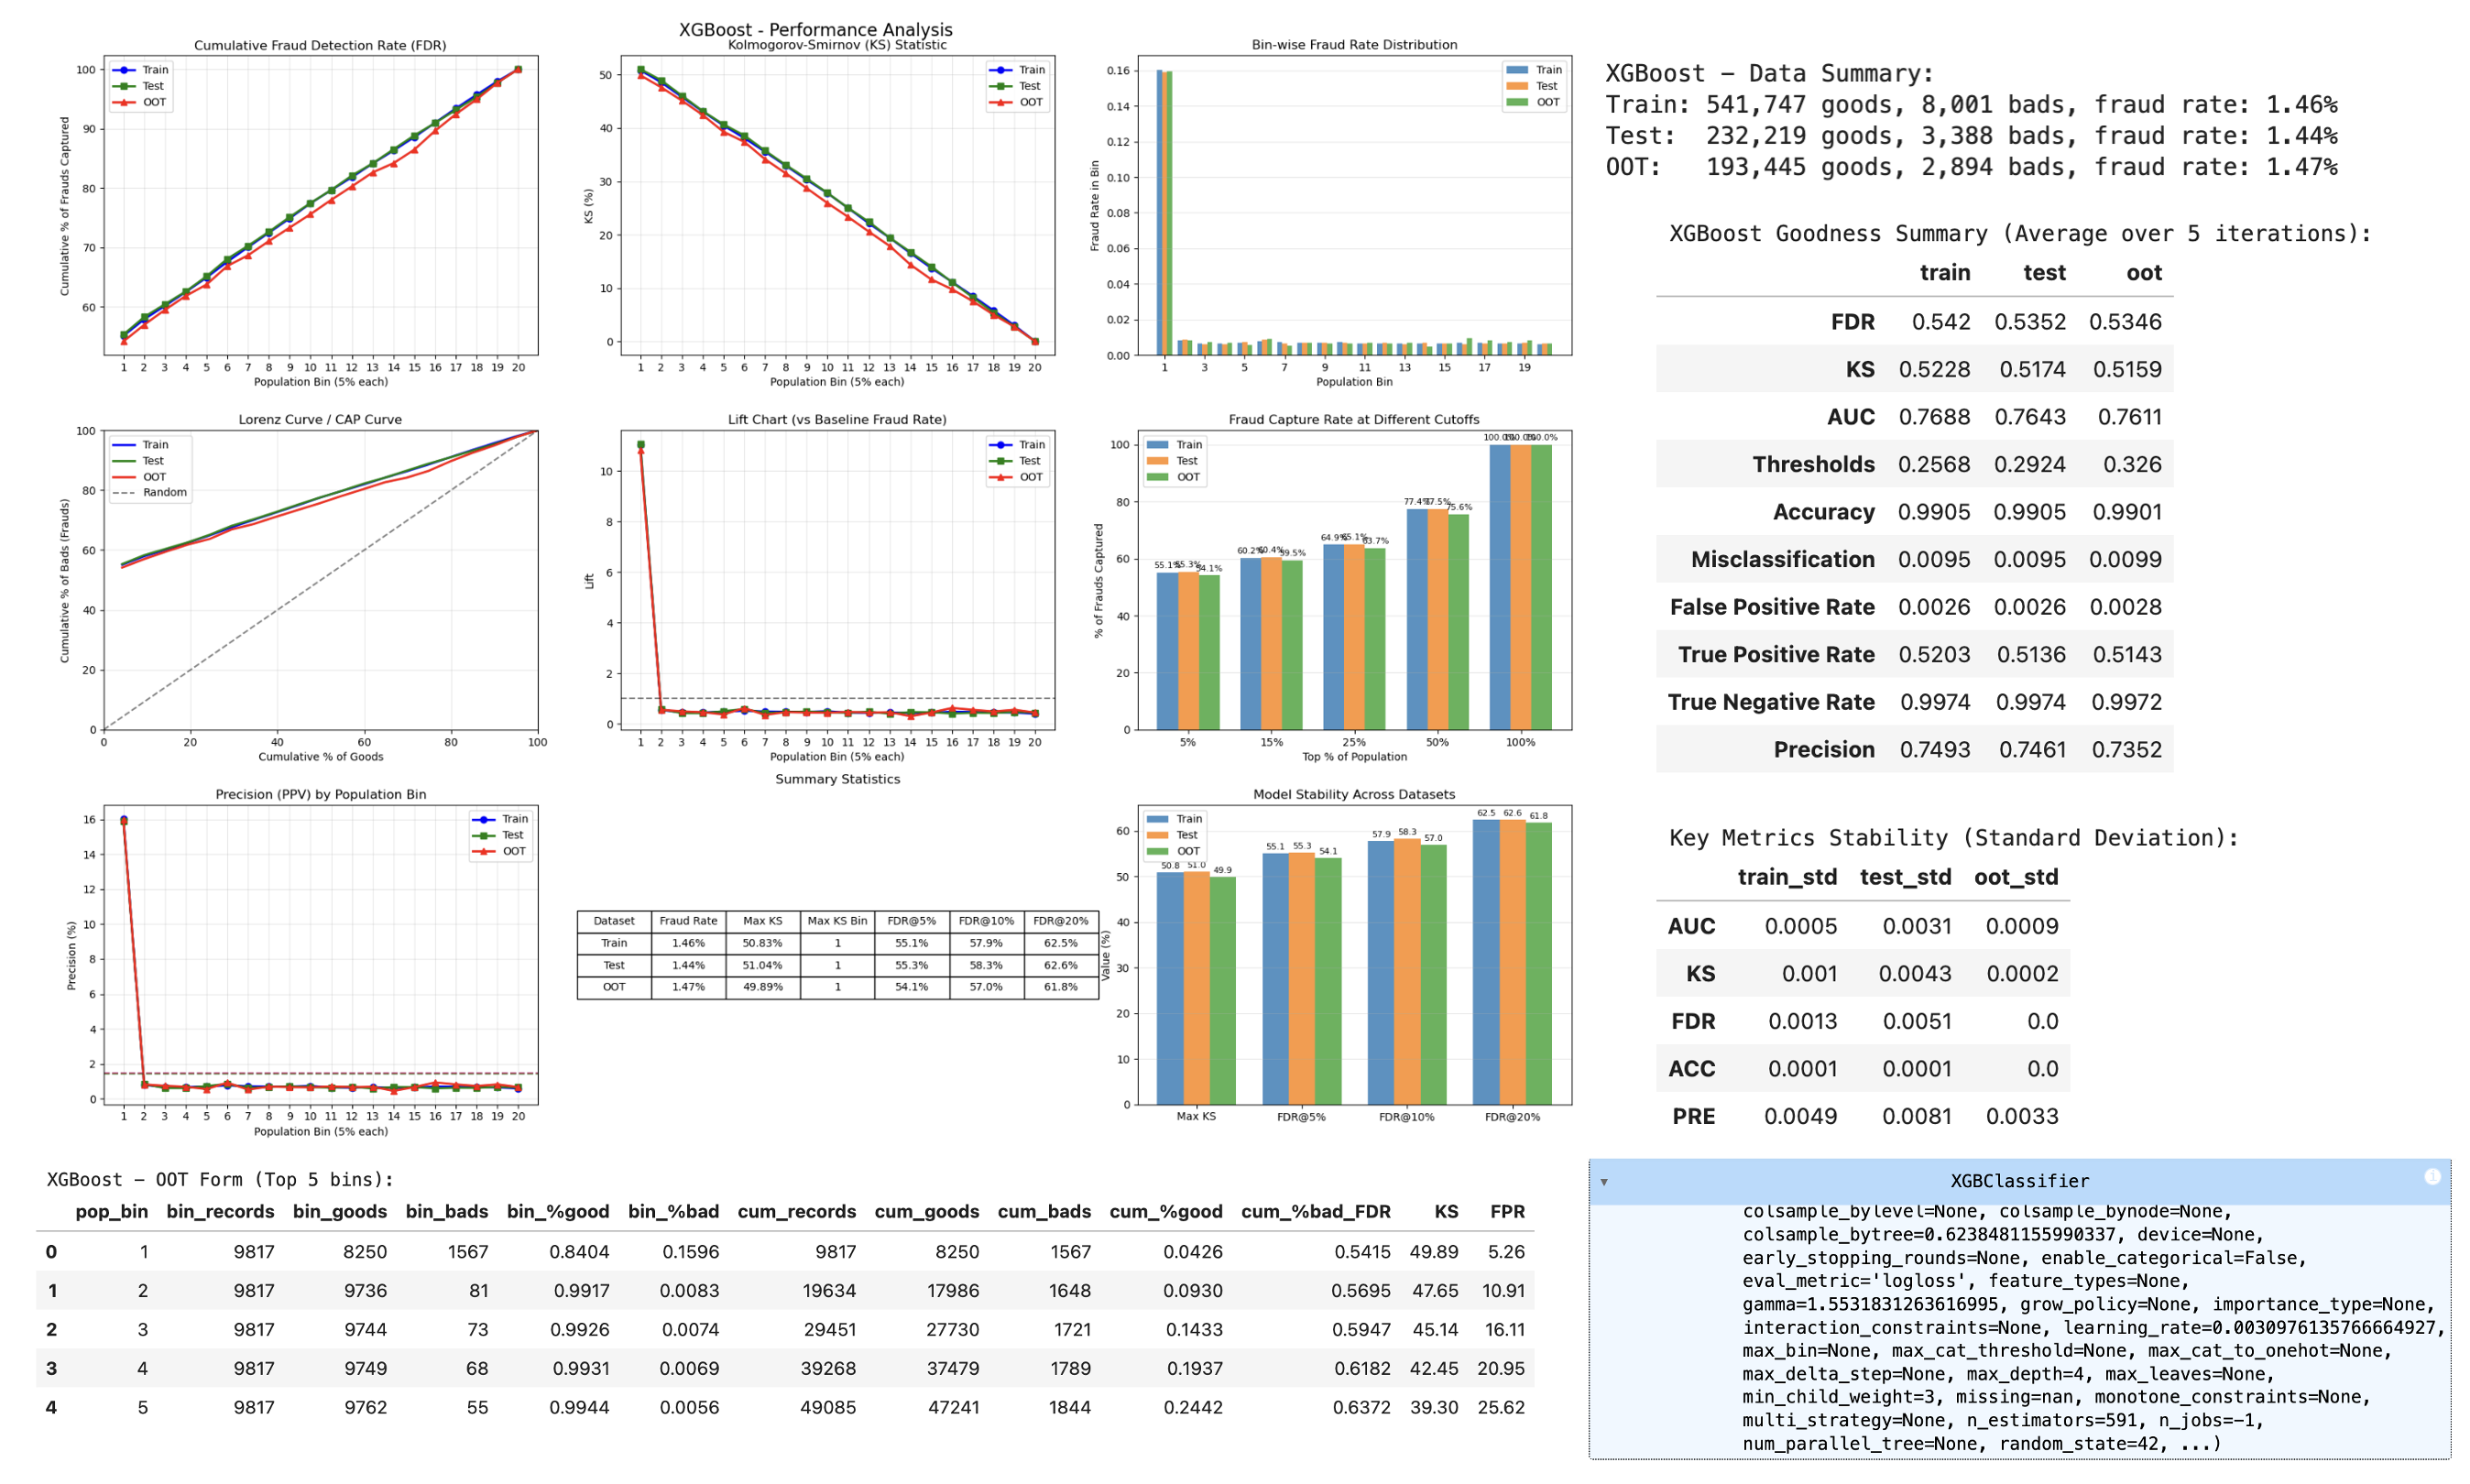 XGBoost - Performance Analysis
Cumulative Fraud Detection Rate (FDR)
Train
Test
OOT
Cumulative % of Frauds Captured
100
90
80
70
60
1 2 3 4 5 6 7 8 9 10 11 12 13 14 15 16 17 18 19 20
Population Bin (5% each)
Kolmogorov-Smirnov (KS) Statistic
Train
Test
OOT
KS (%)
50
40
30
20
10
0
1 2 3 4 5 6 7 8 9 10 11 12 13 14 15 16 17 18 19 20
Population Bin (5% each)
Bin-wise Fraud Rate Distribution
Train
Test
OOT
Fraud Rate in Bin
0.16
0.14
0.12
0.10
0.08
0.06
0.04
0.02
0.00
1 3 5 7 9 11 13 15 17 19
Population Bin
Lorenz Curve / CAP Curve
Train
Test
OOT
Random
Cumulative % of Bads (Frauds)
100
80
60
40
20
0
0 20 40 60 80 100
Cumulative % of Goods
Lift Chart (vs Baseline Fraud Rate)
Train
Test
OOT
Lift
10
8
6
4
2
0
1 2 3 4 5 6 7 8 9 10 11 12 13 14 15 16 17 18 19 20
Population Bin (5% each)
Fraud Capture Rate at Different Cutoffs
Train
Test
OOT
% of Frauds Captured
100
80
60
40
20
0
55.1% 55.3% 54.1%
60.2% 60.4% 59.5%
64.9% 65.1% 63.7%
77.4% 77.5% 75.6%
100.0% 100.0% 100.0%
5% 15% 25% 50% 100%
Top % of Population
Precision (PPV) by Population Bin
Train
Test
OOT
Precision (%)
16
14
12
10
8
6
4
2
0
1 2 3 4 5 6 7 8 9 10 11 12 13 14 15 16 17 18 19 20
Population Bin (5% each)
Summary Statistics
Dataset Fraud Rate Max KS Max KS Bin FDR@5% FDR@10% FDR@20%
Train 1.46% 50.83% 1 55.1% 57.9% 62.5%
Test 1.44% 51.04% 1 55.3% 58.3% 62.6%
OOT 1.47% 49.89% 1 54.1% 57.0% 61.8%
Model Stability Across Datasets
Train
Test
OOT
Value (%)
60
50
40
30
20
10
0
50.8 51.0 49.9
55.1 55.3 54.1
57.9 58.3 57.0
62.5 62.6 61.8
Max KS FDR@5% FDR@10% FDR@20%
XGBoost – Data Summary:
Train: 541,747 goods, 8,001 bads, fraud rate: 1.46%
Test: 232,219 goods, 3,388 bads, fraud rate: 1.44%
OOT: 193,445 goods, 2,894 bads, fraud rate: 1.47%
XGBoost Goodness Summary (Average over 5 iterations):
train test oot
FDR 0.542 0.5352 0.5346
KS 0.5228 0.5174 0.5159
AUC 0.7688 0.7643 0.7611
Thresholds 0.2568 0.2924 0.326
Accuracy 0.9905 0.9905 0.9901
Misclassification 0.0095 0.0095 0.0099
False Positive Rate 0.0026 0.0026 0.0028
True Positive Rate 0.5203 0.5136 0.5143
True Negative Rate 0.9974 0.9974 0.9972
Precision 0.7493 0.7461 0.7352
Key Metrics Stability (Standard Deviation):
train_std test_std oot_std
AUC 0.0005 0.0031 0.0009
KS 0.001 0.0043 0.0002
FDR 0.0013 0.0051 0.0
ACC 0.0001 0.0001 0.0
PRE 0.0049 0.0081 0.0033
XGBoost – OOT Form (Top 5 bins):
pop_bin bin_records bin_goods bin_bads bin_%good bin_%bad cum_records cum_goods cum_bads cum_%good cum_%bad_FDR KS FPR
0 1 9817 8250 1567 0.8404 0.1596 9817 8250 1567 0.0426 0.5415 49.89 5.26
1 2 9817 9736 81 0.9917 0.0083 19634 17986 1648 0.0930 0.5695 47.65 10.91
2 3 9817 9744 73 0.9926 0.0074 29451 27730 1721 0.1433 0.5947 45.14 16.11
3 4 9817 9749 68 0.9931 0.0069 39268 37479 1789 0.1937 0.6182 42.45 20.95
4 5 9817 9762 55 0.9944 0.0056 49085 47241 1844 0.2442 0.6372 39.30 25.62
XGBClassifier
colsample_bylevel=None, colsample_bynode=None,
colsample_bytree=0.6238481155990337, device=None,
early_stopping_rounds=None, enable_categorical=False,
eval_metric='logloss', feature_types=None,
gamma=1.5531831263616995, grow_policy=None, importance_type=None,
interaction_constraints=None, learning_rate=0.0030976135766664927,
max_bin=None, max_cat_threshold=None, max_cat_to_onehot=None,
max_delta_step=None, max_depth=4, max_leaves=None,
min_child_weight=3, missing=nan, monotone_constraints=None,
multi_strategy=None, n_estimators=591, n_jobs=-1,
num_parallel_tree=None, random_state=42, ...)